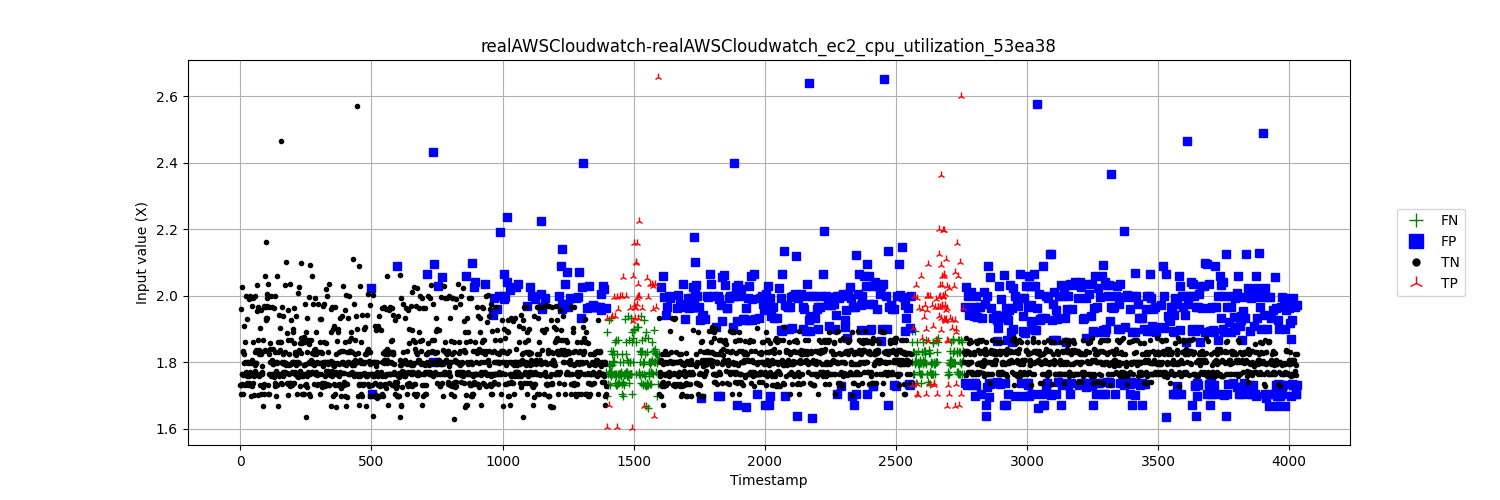 realAWSCloudwatch-realAWSCloudwatch_ec2_cpu_utilization_53ea38
Input value (X)
2.6
2.4
2.2
2.0
1.8
1.6
0 500 1000 1500 2000 2500 3000 3500 4000
Timestamp
FN
FP
TN
TP